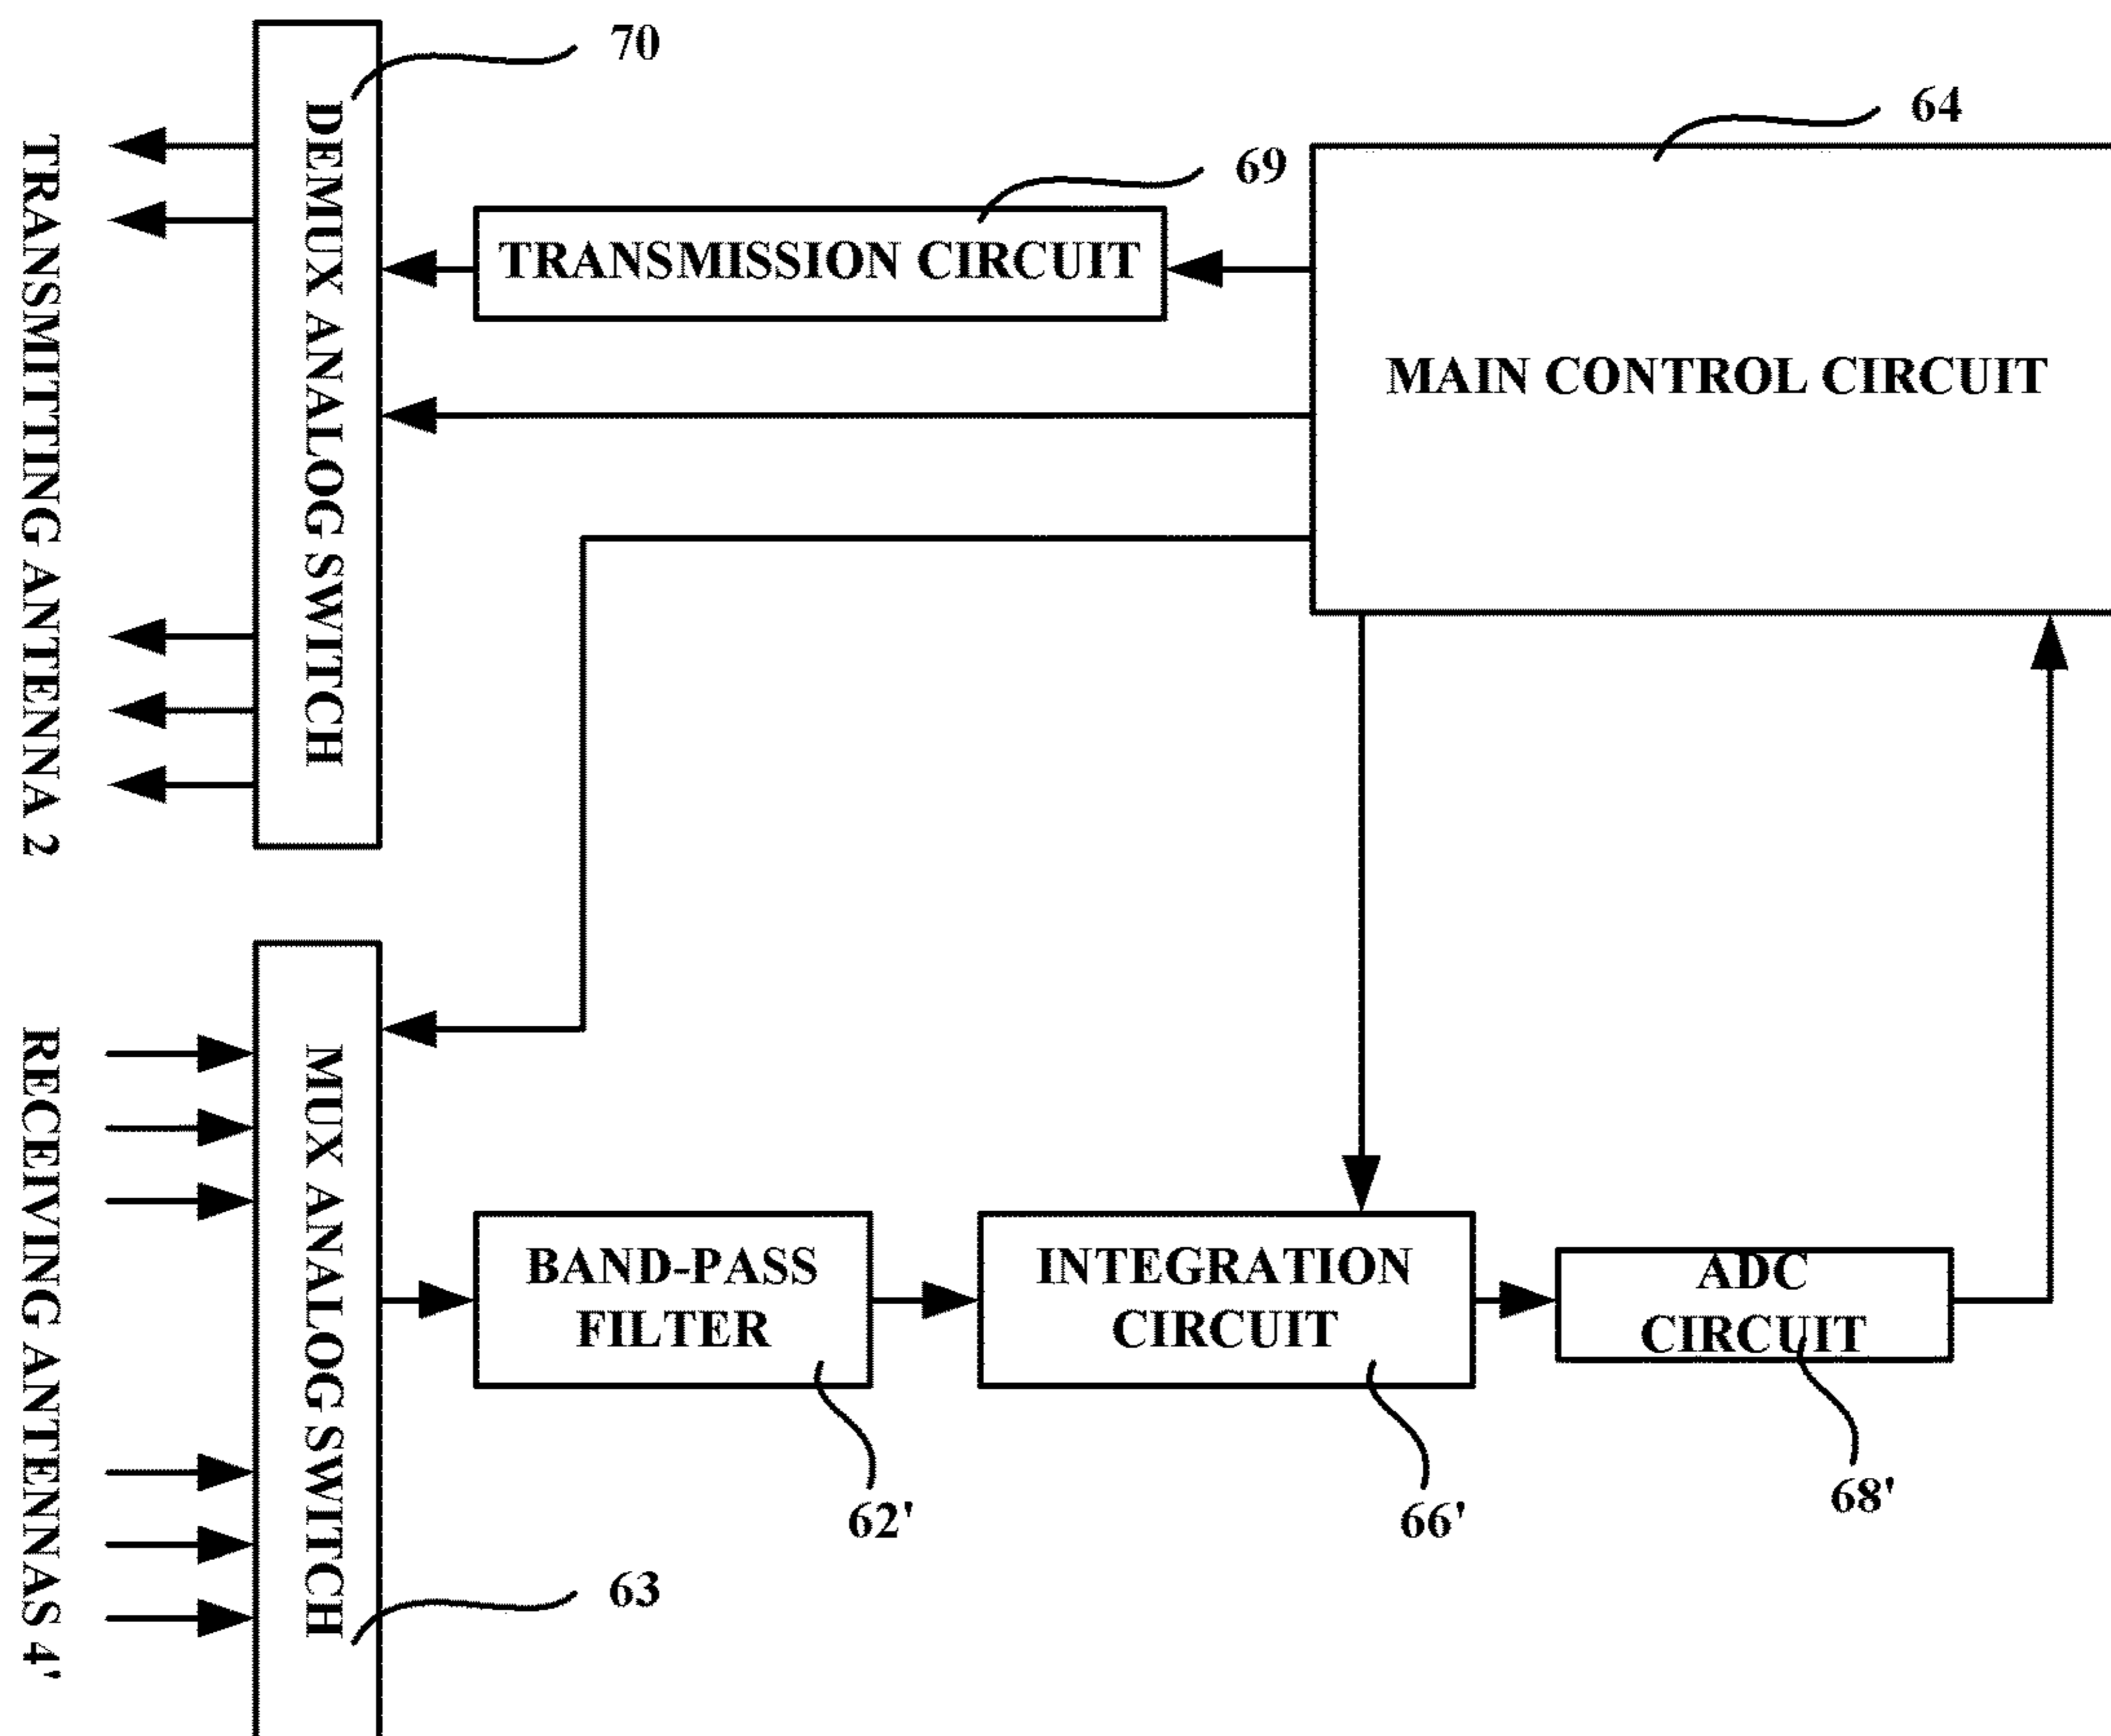 70
64
69
TRANSMITTING ANTENNA 2
DEMUX ANALOG SWITCH
TRANSMISSION CIRCUIT
MAIN CONTROL CIRCUIT
RECEIVING ANTENNAS 4'
MUX ANALOG SWITCH
BAND-PASS
FILTER
INTEGRATION
CIRCUIT
ADC
CIRCUIT
62'
66'
68'
63